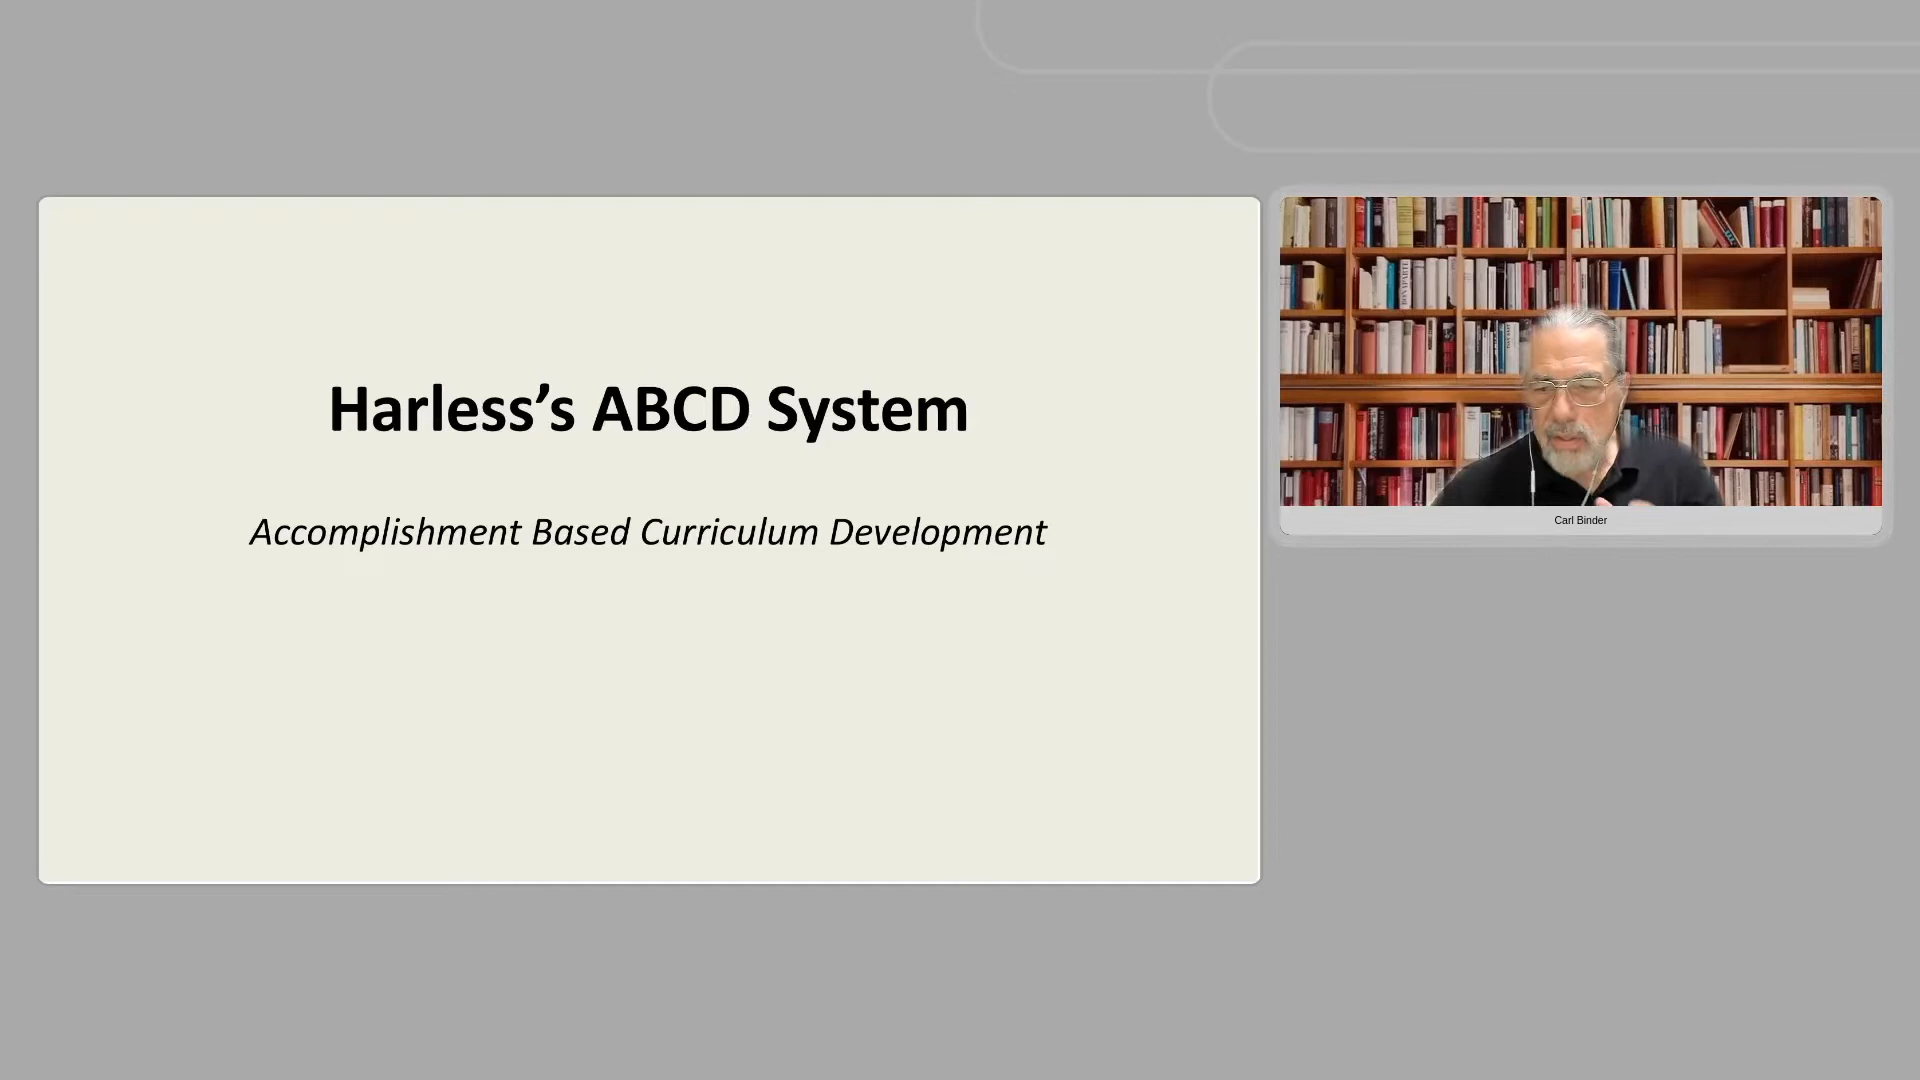 Harless’s ABCD System
Accomplishment Based Curriculum Development
Carl Binder